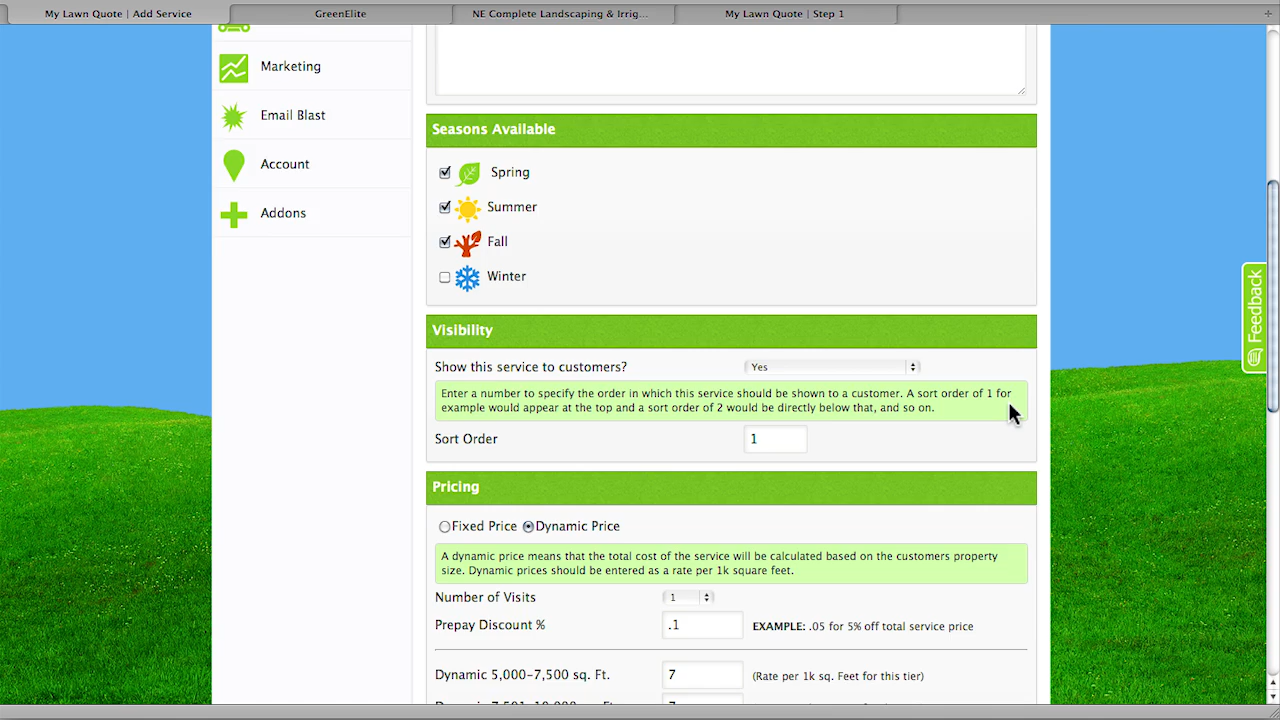 My Lawn Quote | Add Service
GreenElite
NE Complete Landscaping & Irrig...
My Lawn Quote | Step 1
Marketing
Email Blast
Account
Addons
Seasons Available
Spring
Summer
Fall
Winter
Visibility
Show this service to customers?
Yes
Enter a number to specify the order in which this service should be shown to a customer. A sort order of 1 for
example would appear at the top and a sort order of 2 would be directly below that, and so on.
Sort Order
1
Pricing
Fixed Price Dynamic Price
A dynamic price means that the total cost of the service will be calculated based on the customers property
size. Dynamic prices should be entered as a rate per 1k square feet.
Number of Visits
1
Prepay Discount %
.1
EXAMPLE: .05 for 5% off total service price
Dynamic 5,000-7,500 sq. Ft.
7
(Rate per 1k sq. Feet for this tier)
Feedback